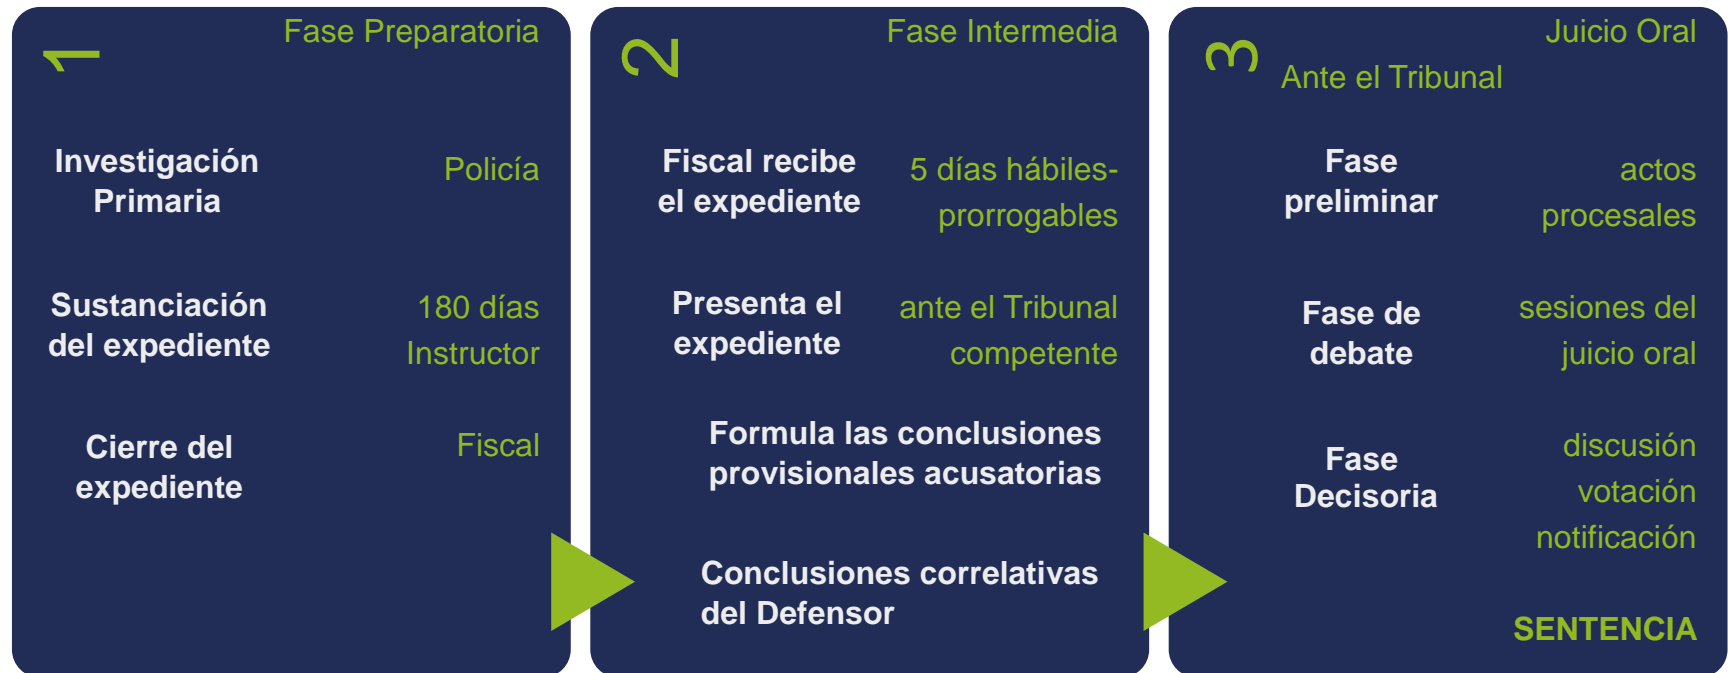 1
Fase Preparatoria
Investigación
Primaria
Policía
Sustanciación
del expediente
180 días
Instructor
Cierre del
expediente
Fiscal
2
Fase Intermedia
Fiscal recibe
el expediente
5 días hábiles-
prorrogables
Presenta el
expediente
ante el Tribunal
competente
Formula las conclusiones
provisionales acusatorias
Conclusiones correlativas
del Defensor
3
Juicio Oral
Ante el Tribunal
Fase
preliminar
actos
procesales
Fase de
debate
sesiones del
juicio oral
Fase
Decisoria
discusión
votación
notificación
SENTENCIA